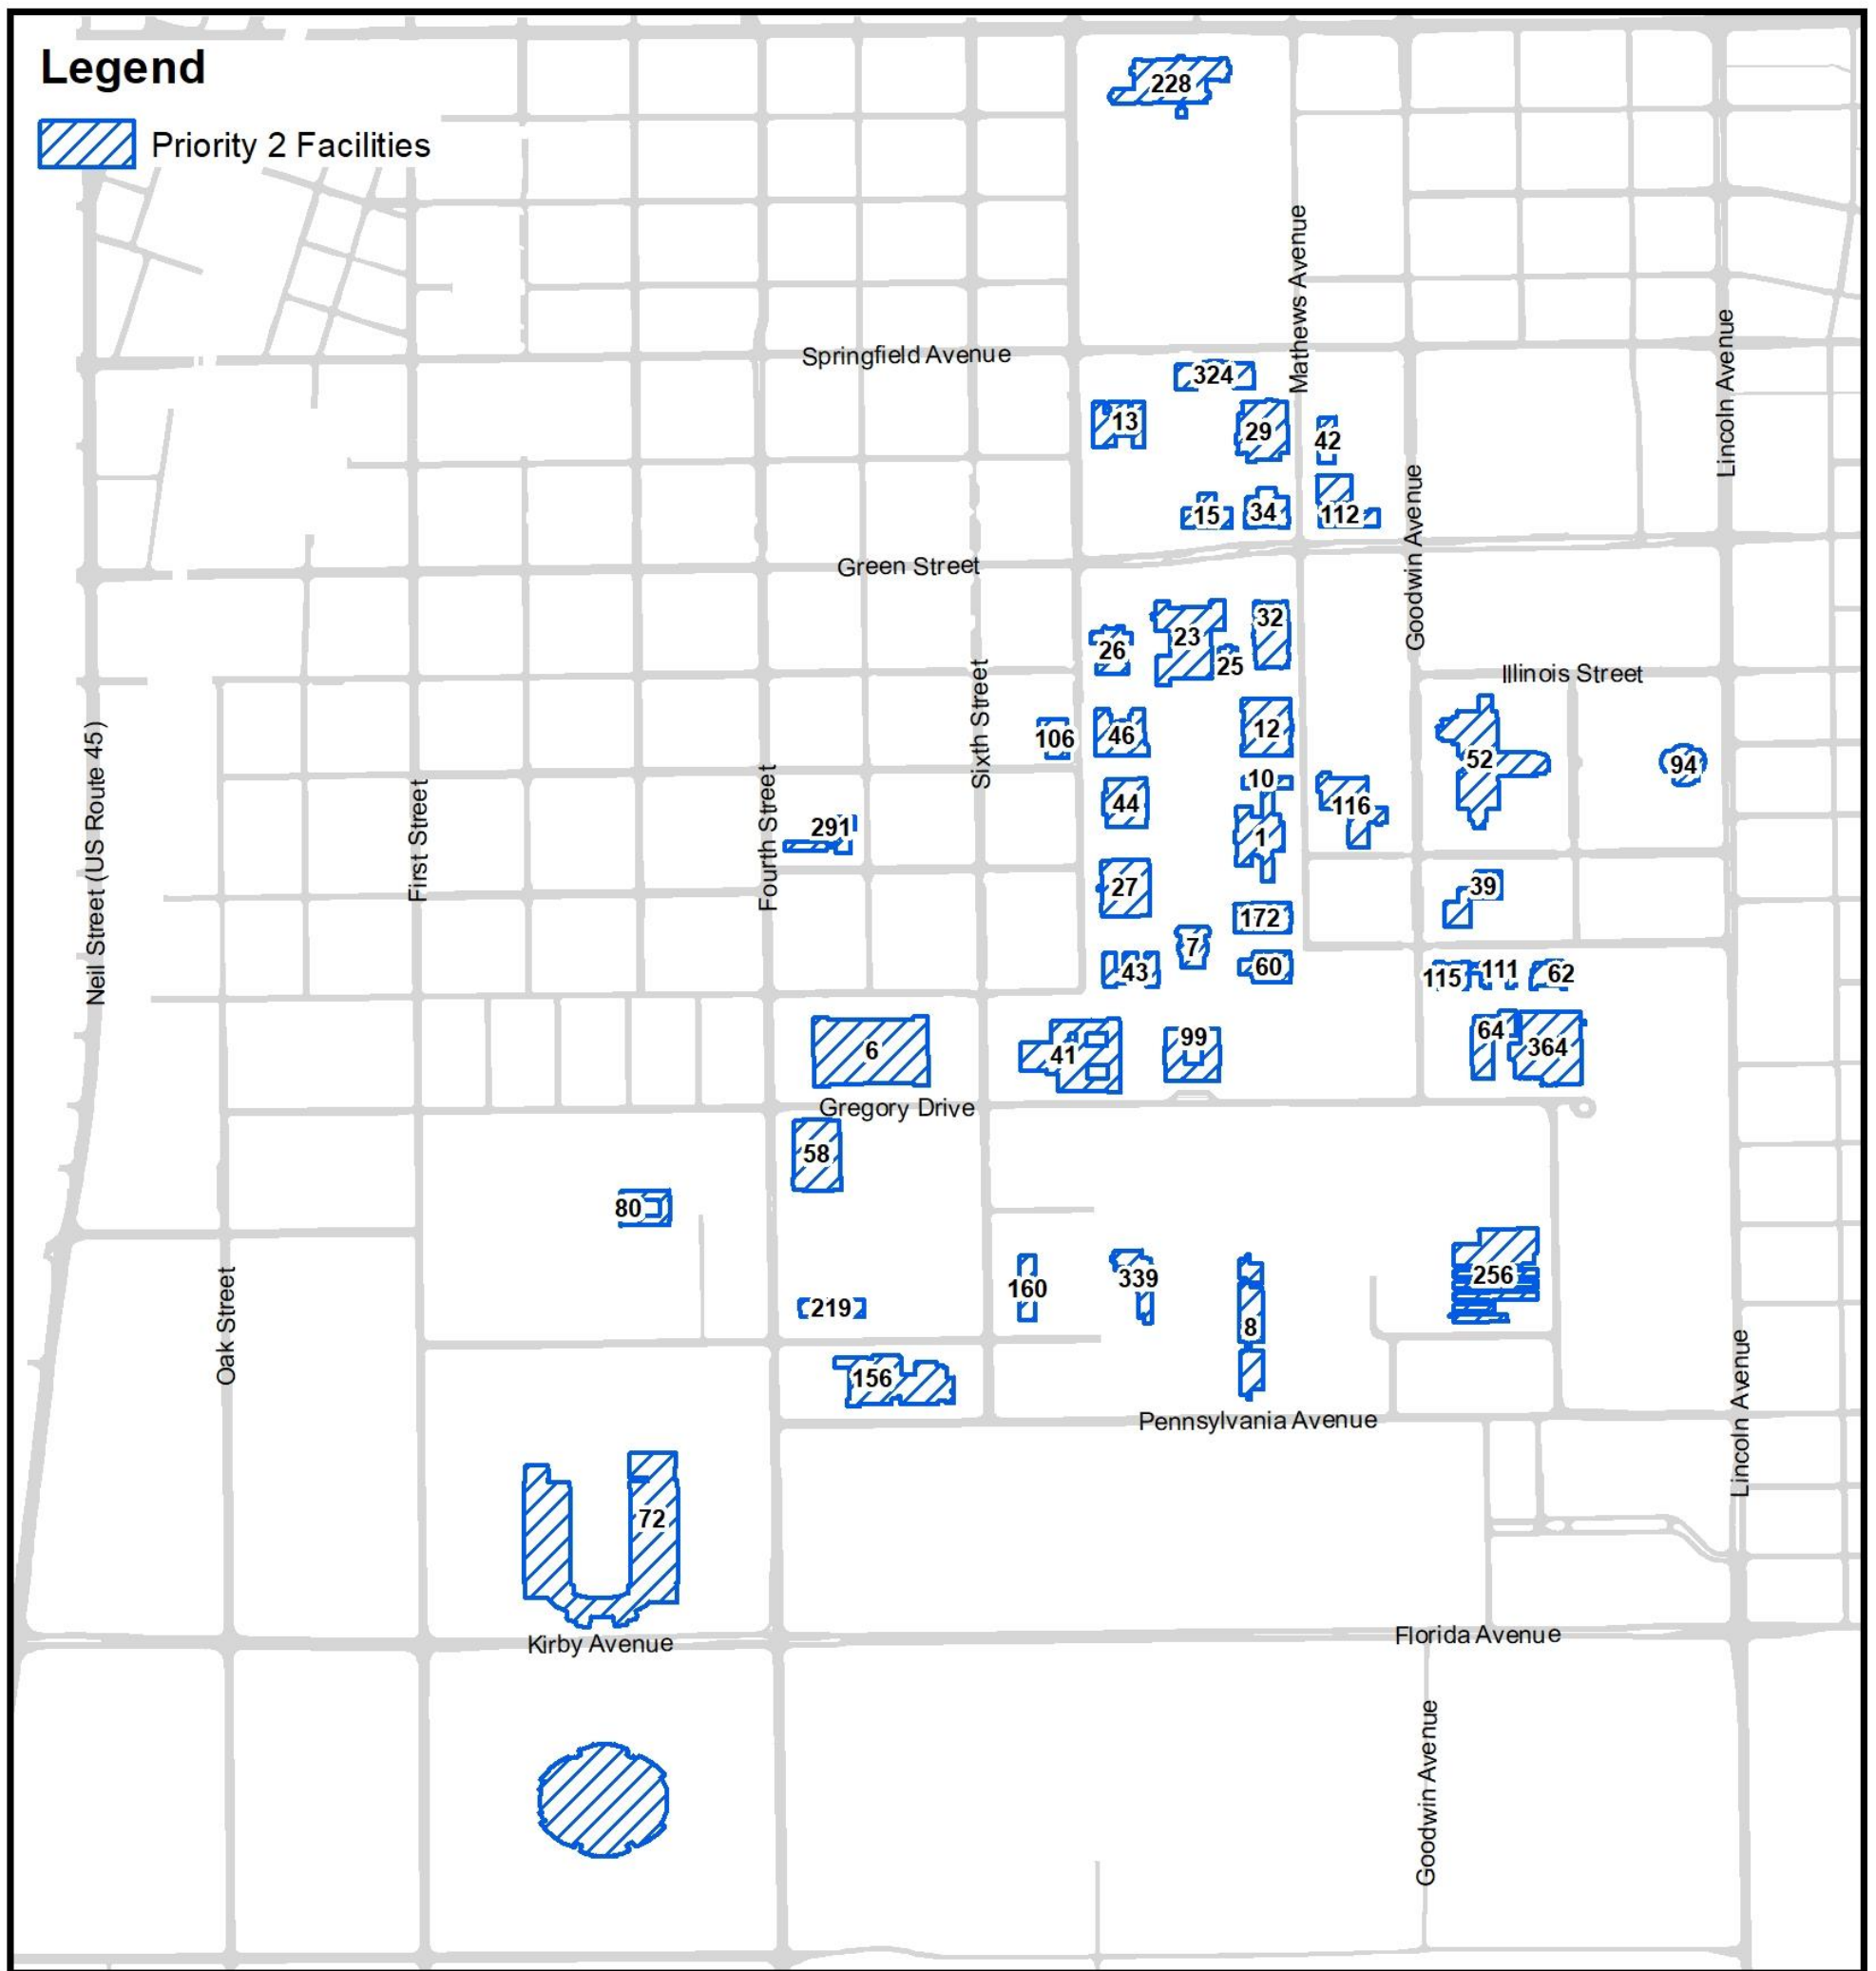 Legend
Priority 2 Facilities
228
Mathews Avenue
Springfield Avenue
Lincoln Avenue
324
13
29
42
15
34
112
Goodwin Avenue
Green Street
32
23
26
25
Illinois Street
Sixth Street
106
46
12
52
94
Neil Street (US Route 45)
First Street
Fourth Street
10
44
116
291
1
27
39
172
7
43
60
115
111
62
6
41
99
64
364
Gregory Drive
58
80
Oak Street
160
339
256
219
8
156
Pennsylvania Avenue
Lincoln Avenue
72
Kirby Avenue
Florida Avenue
Goodwin Avenue